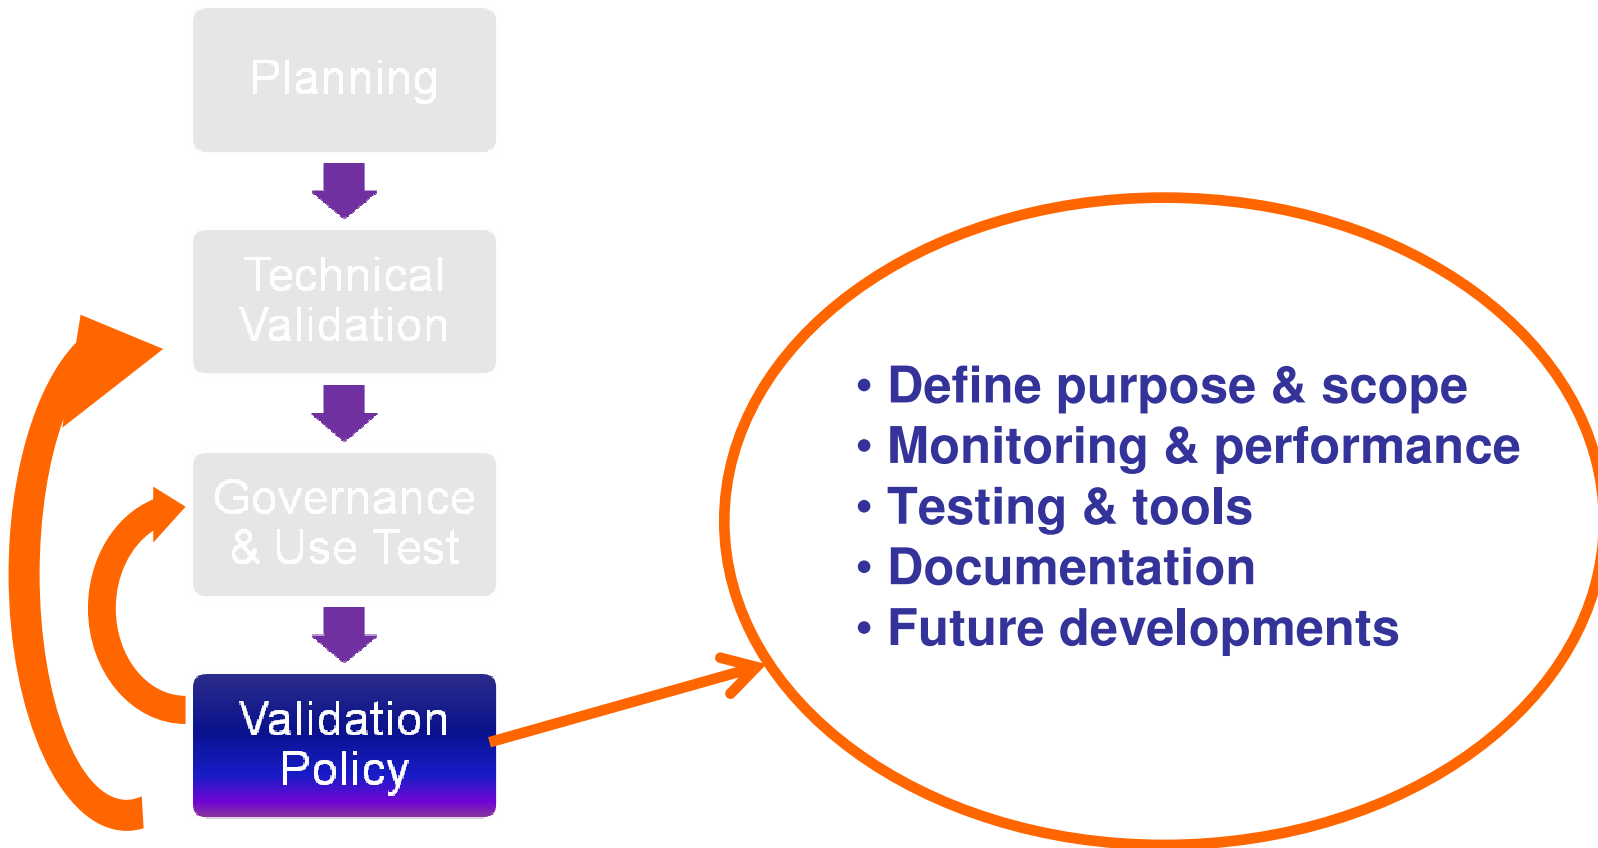 Planning
Technical
Validation
Governance
& Use Test
Validation
Policy
• Define purpose & scope
• Monitoring & performance
• Testing & tools
• Documentation
• Future developments